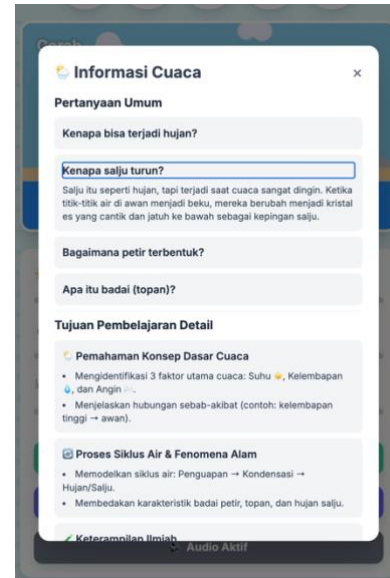 Informasi Cuaca
×
Pertanyaan Umum
Kenapa bisa terjadi hujan?
Kenapa salju turun?
Salju itu seperti hujan, tapi terjadi saat cuaca sangat dingin. Ketika
titik-titik air di awan menjadi beku, mereka berubah menjadi kristal
es yang cantik dan jatuh ke bawah sebagai kepingan salju.
Bagaimana petir terbentuk?
Apa itu badai (topan)?
Tujuan Pembelajaran Detail
Pemahaman Konsep Dasar Cuaca
• Mengidentifikasi 3 faktor utama cuaca: Suhu ☀️, Kelembapan
💧, dan Angin 🌬️.
• Menjelaskan hubungan sebab-akibat (contoh: kelembapan
tinggi → awan).
Proses Siklus Air & Fenomena Alam
• Memodelkan siklus air: Penguapan → Kondensasi →
Hujan/Salju.
• Membedakan karakteristik badai petir, topan, dan hujan salju.
Keterampilan Ilmiah
Audio Aktif